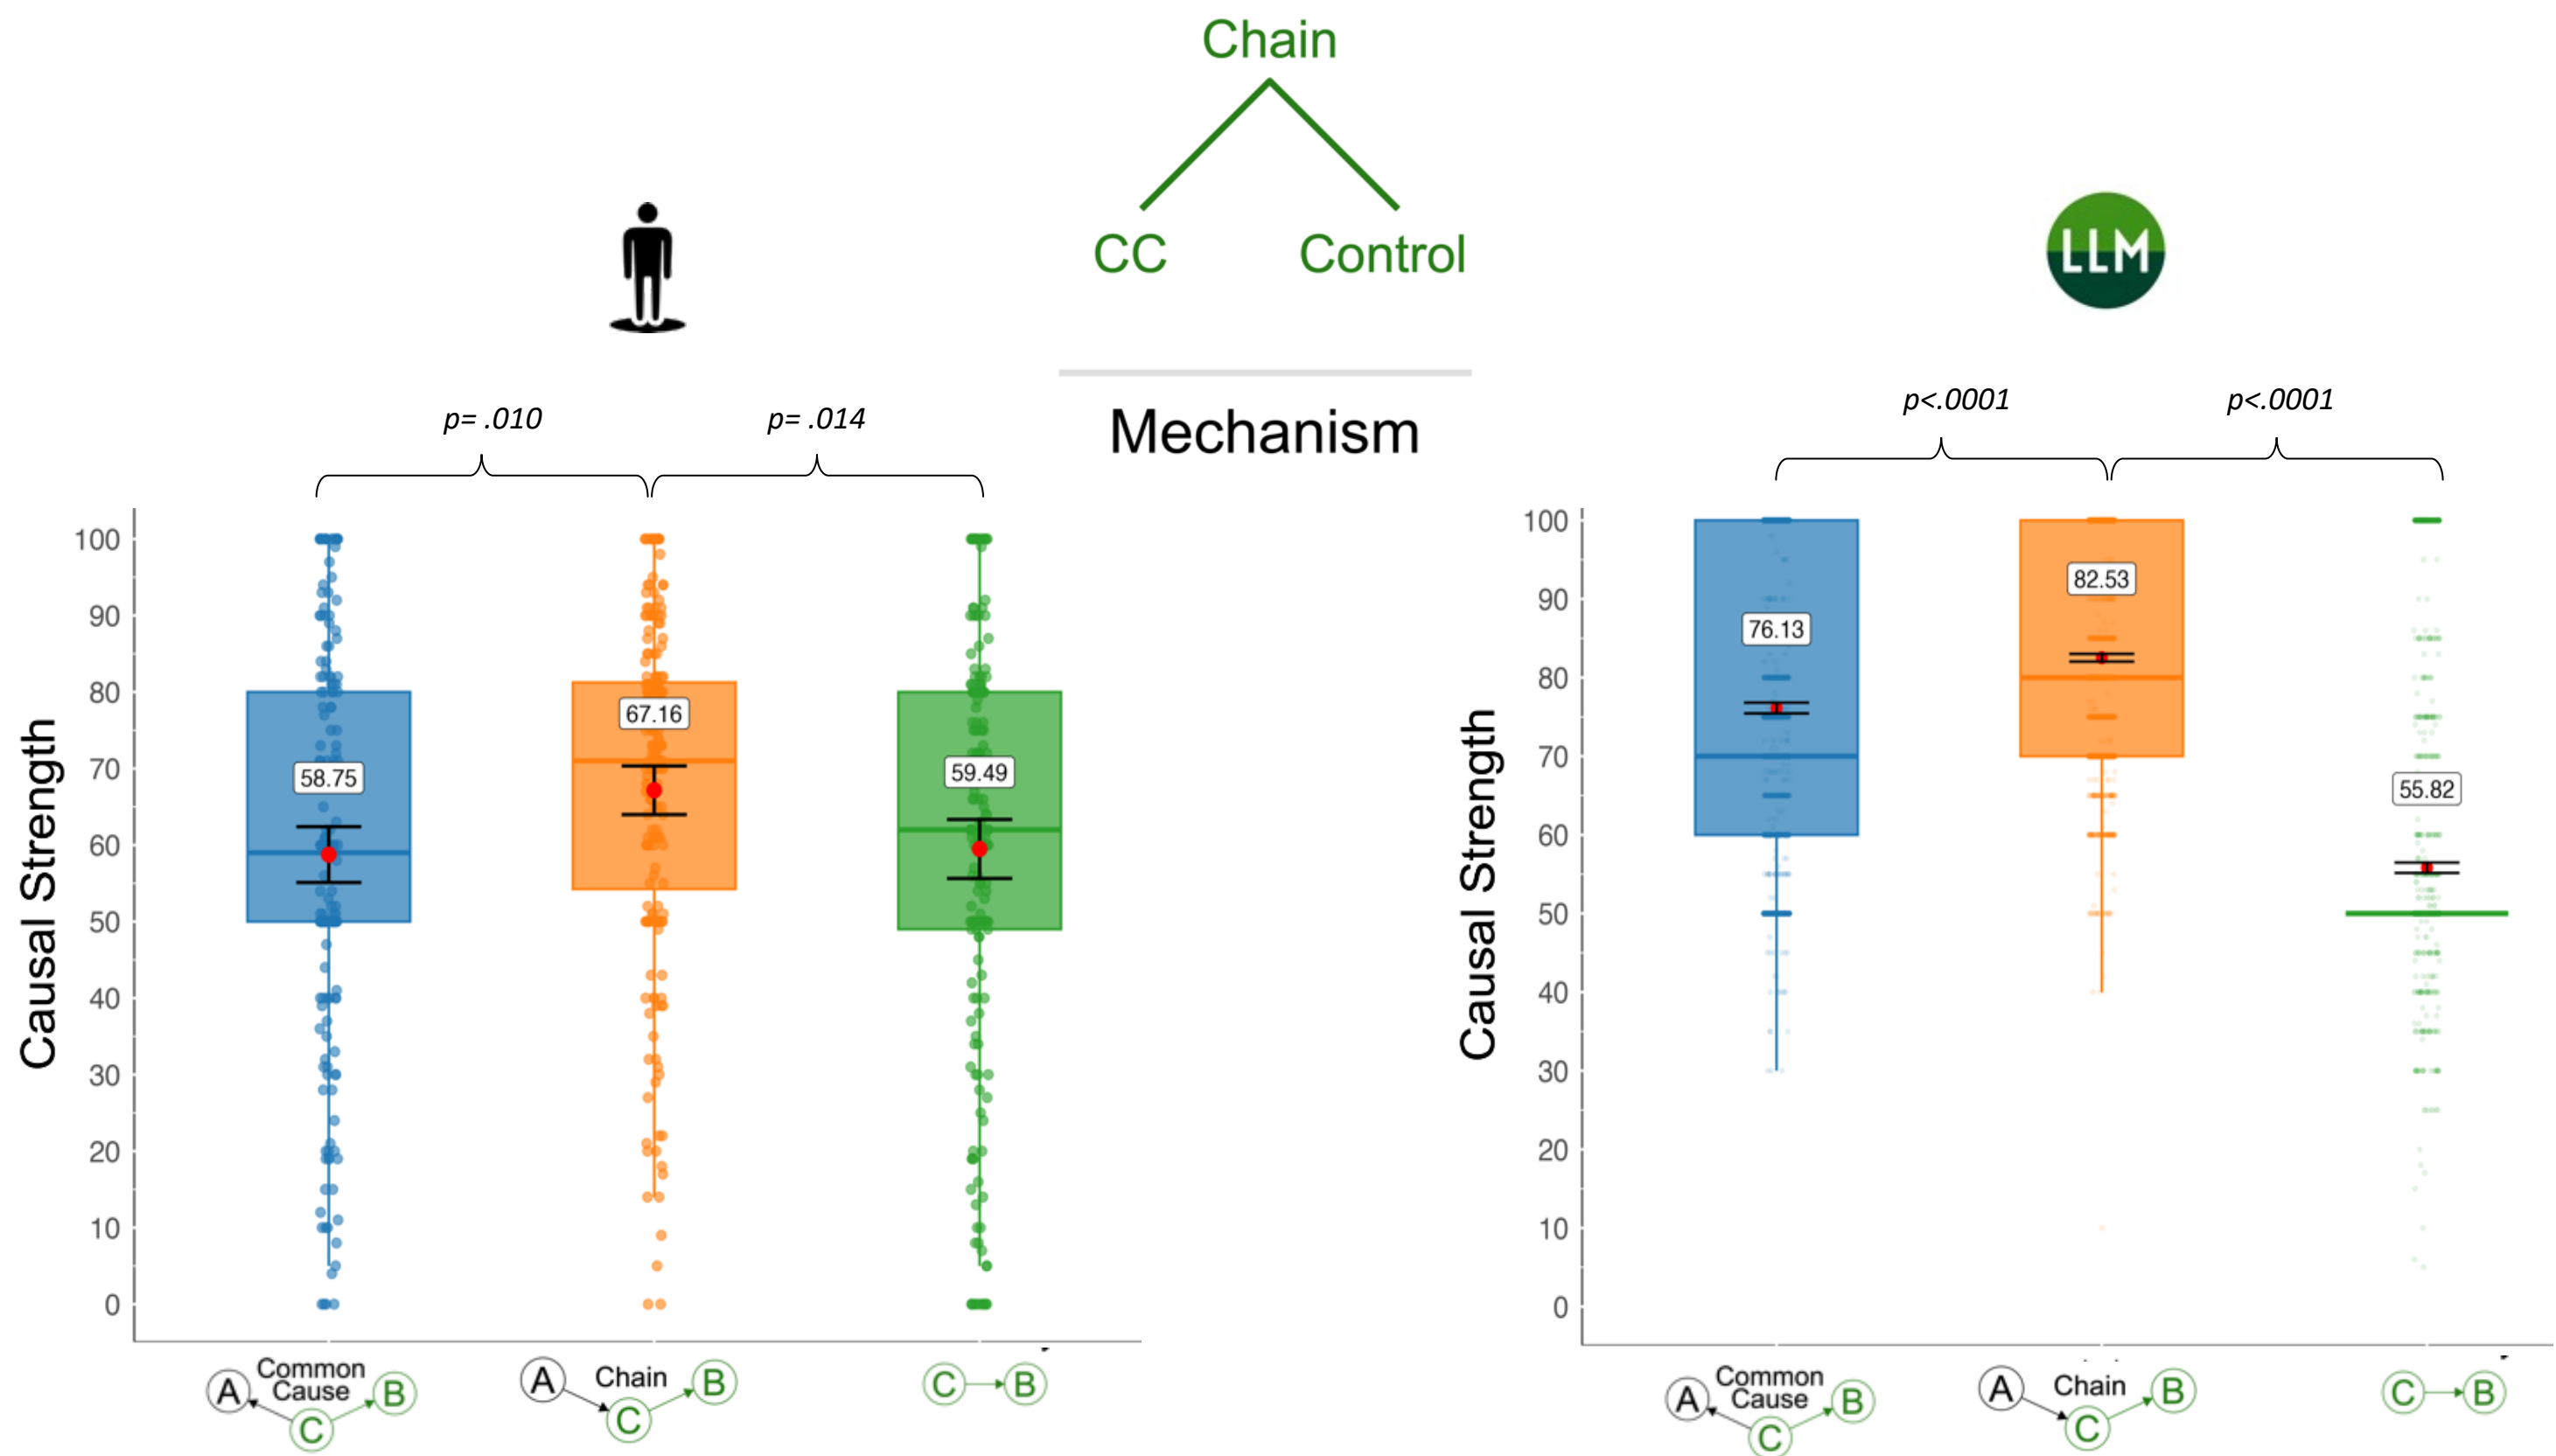 Chain
CC Control
LLM
Mechanism
p= .010
p= .014
p<.0001
p<.0001
Causal Strength
100
90
80
70
60
50
40
30
20
10
0
58.75
67.16
59.49
A Common Cause B
C
A Chain B
C
C B
Causal Strength
100
90
80
70
60
50
40
30
20
10
0
76.13
82.53
55.82
A Common Cause B
C
A Chain B
C
C B